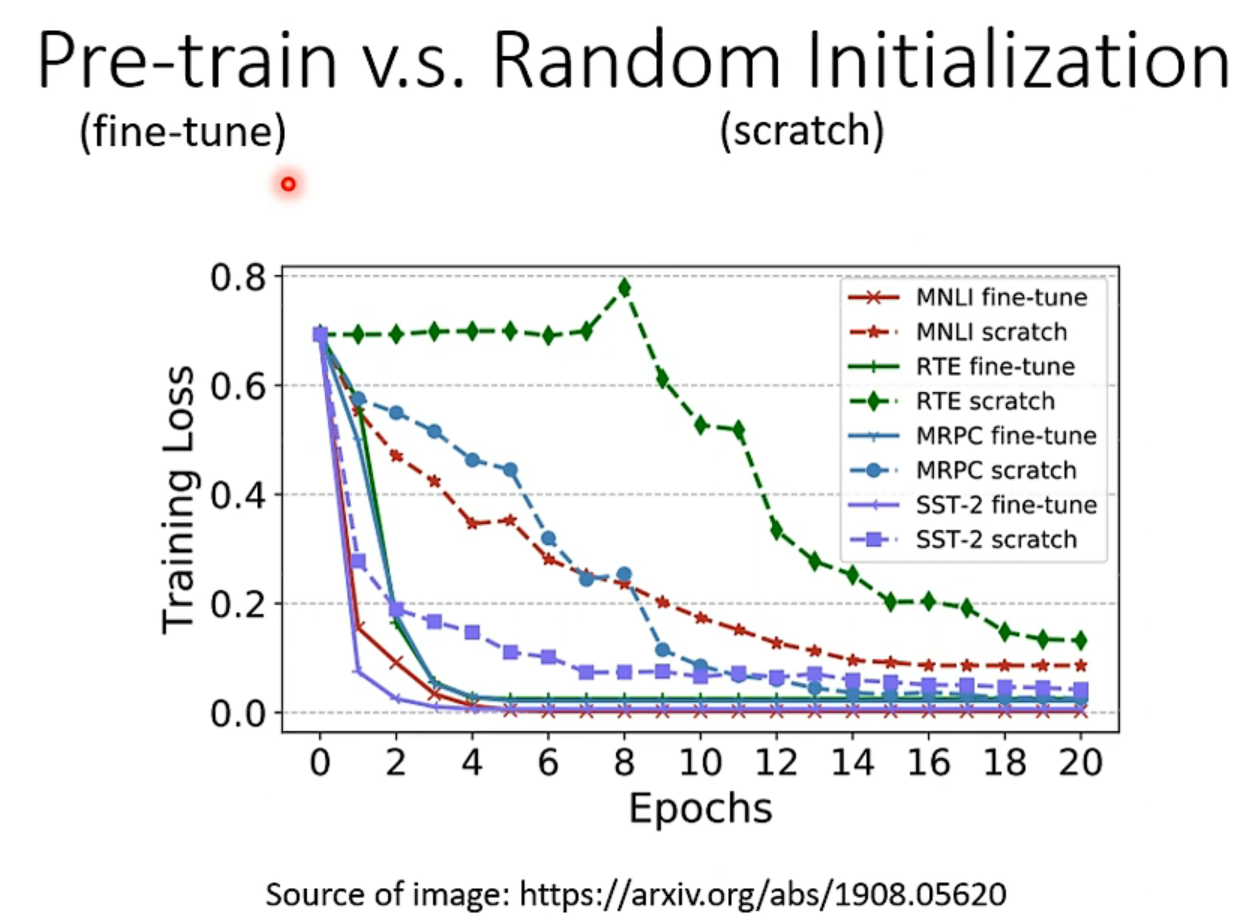 Pre-train v.s. Random Initialization
(fine-tune)
(scratch)
0.8
0.6
0.4
0.2
0.0
Training Loss
MNLI fine-tune
MNLI scratch
RTE fine-tune
RTE scratch
MRPC fine-tune
MRPC scratch
SST-2 fine-tune
SST-2 scratch
0 2 4 6 8 10 12 14 16 18 20
Epochs
Source of image: https://arxiv.org/abs/1908.05620